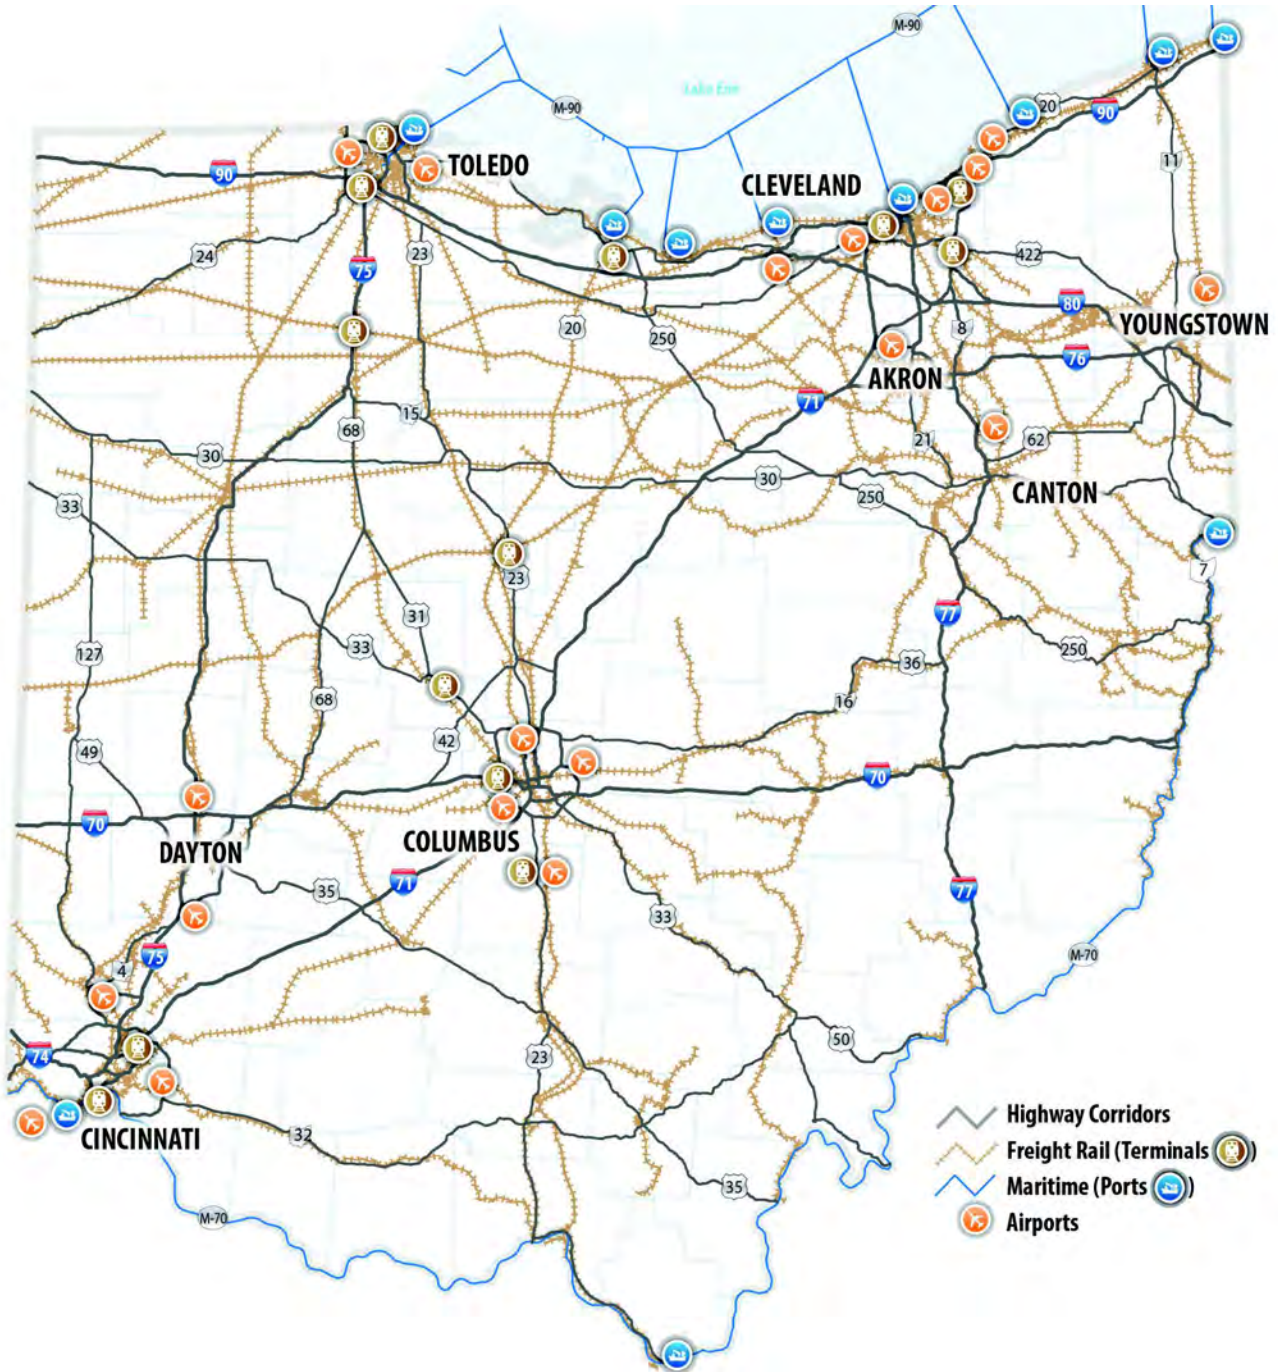 M-90
M-90
Lake Erie
20
90
11
TOLEDO
CLEVELAND
90
24
23
422
75
80
YOUNGSTOWN
20
250
8
76
AKRON
71
68
15
21
62
30
30
CANTON
33
250
23
7
31
77
127
33
36
250
68
16
42
49
70
70
COLUMBUS
DAYTON
71
35
77
33
4
75
M-70
74
50
23
Highway Corridors
CINCINNATI
32
Freight Rail (Terminals )
35
Maritime (Ports )
M-70
Airports